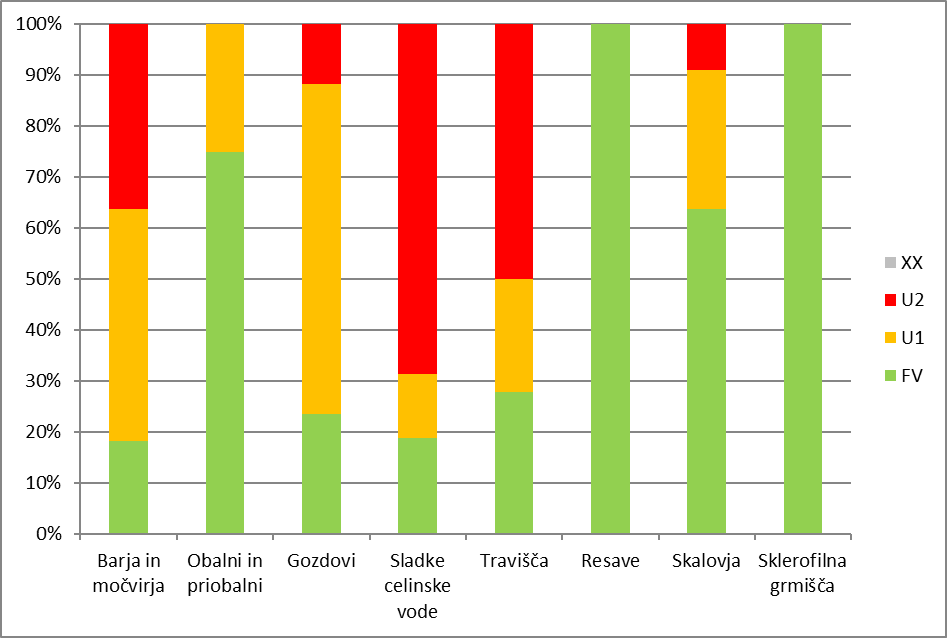 100%
90%
80%
70%
60%
50%
40%
30%
20%
10%
0%
Barja in
močvirja
Obalni in
priobalni
Gozdovi
Sladke
celinske
vode
Travišča
Resave
Skalovja
Sklerofilna
grmišča
XX
U2
U1
FV